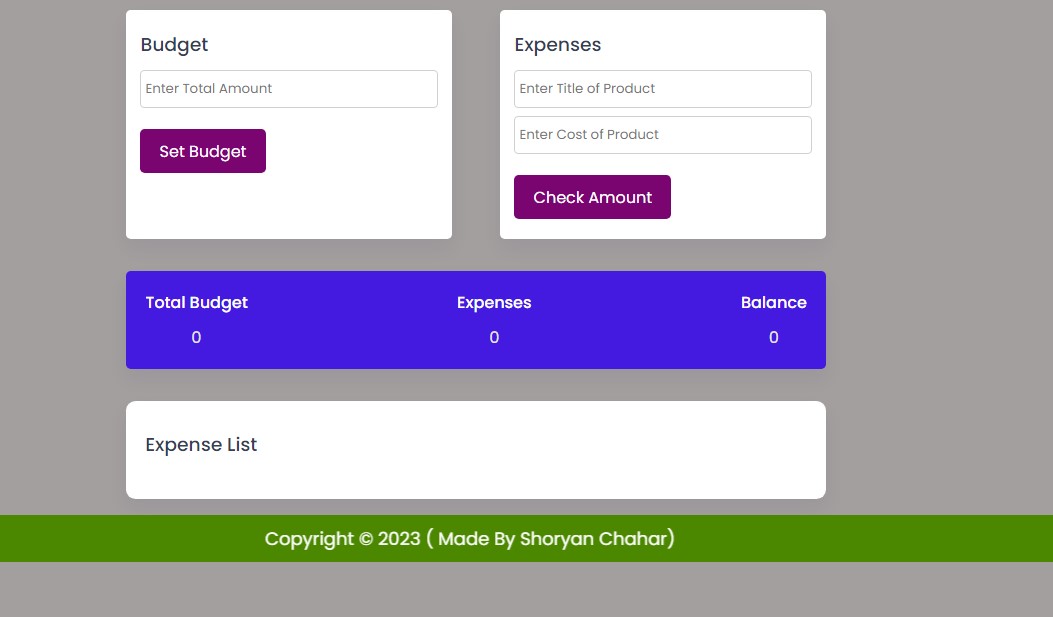 Budget
Enter Total Amount
Set Budget
Expenses
Enter Title of Product
Enter Cost of Product
Check Amount
Total Budget
0
Expenses
0
Balance
0
Expense List
Copyright © 2023 ( Made By Shoryan Chahar)